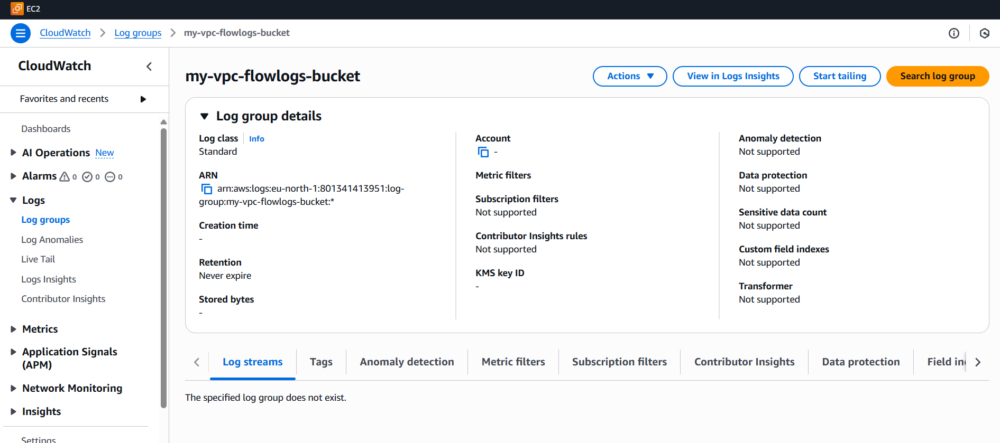 EC2
CloudWatch
Log groups
my-vpc-flowlogs-bucket
CloudWatch
Favorites and recents
Dashboards
AI Operations New
Alarms 0 0 0
Logs
Log groups
Log Anomalies
Live Tail
Logs Insights
Contributor Insights
Metrics
Application Signals
(APM)
Network Monitoring
Insights
Settings
my-vpc-flowlogs-bucket
Actions
View in Logs Insights
Start tailing
Search log group
Log group details
Log class Info
Standard
ARN
arn:aws:logs:eu-north-1:801341413951:log-
group:my-vpc-flowlogs-bucket:*
Creation time
-
Retention
Never expire
Stored bytes
-
Account
-
Metric filters
Subscription filters
Not supported
Contributor Insights rules
Not supported
KMS key ID
-
Anomaly detection
Not supported
Data protection
Not supported
Sensitive data count
Not supported
Custom field indexes
Not supported
Transformer
Not supported
Log streams
Tags
Anomaly detection
Metric filters
Subscription filters
Contributor Insights
Data protection
Field in
The specified log group does not exist.